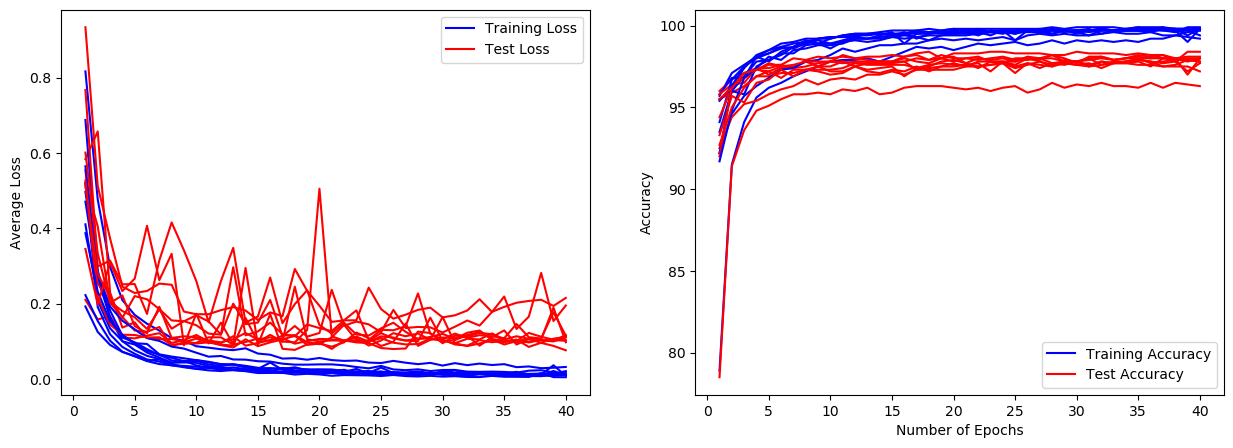 Training Loss
Test Loss
0.8
0.6
0.4
0.2
0.0
Average Loss
0 5 10 15 20 25 30 35 40
Number of Epochs
100
95
90
85
80
Accuracy
Training Accuracy
Test Accuracy
0 5 10 15 20 25 30 35 40
Number of Epochs